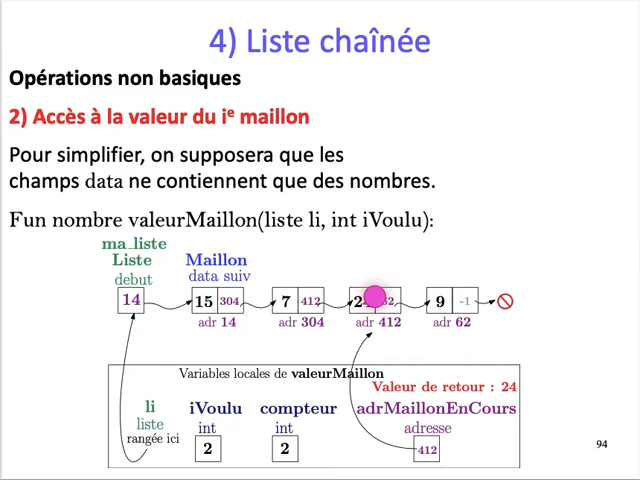 4) Liste chaînée
Opérations non basiques
2) Accès à la valeur du iᵉ maillon
Pour simplifier, on supposera que les
champs data ne contiennent que des nombres.
Fun nombre valeurMaillon(liste li, int iVoulu):
ma_liste
Liste Maillon
debut data suiv
14 15 304 7 412 9 -1
adr 14 adr 304 adr 412 adr 62
Variables locales de valeurMaillon
Valeur de retour : 24
li iVoulu compteur adrMaillonEnCours
liste int int adresse
rangée ici 2 2 412
94